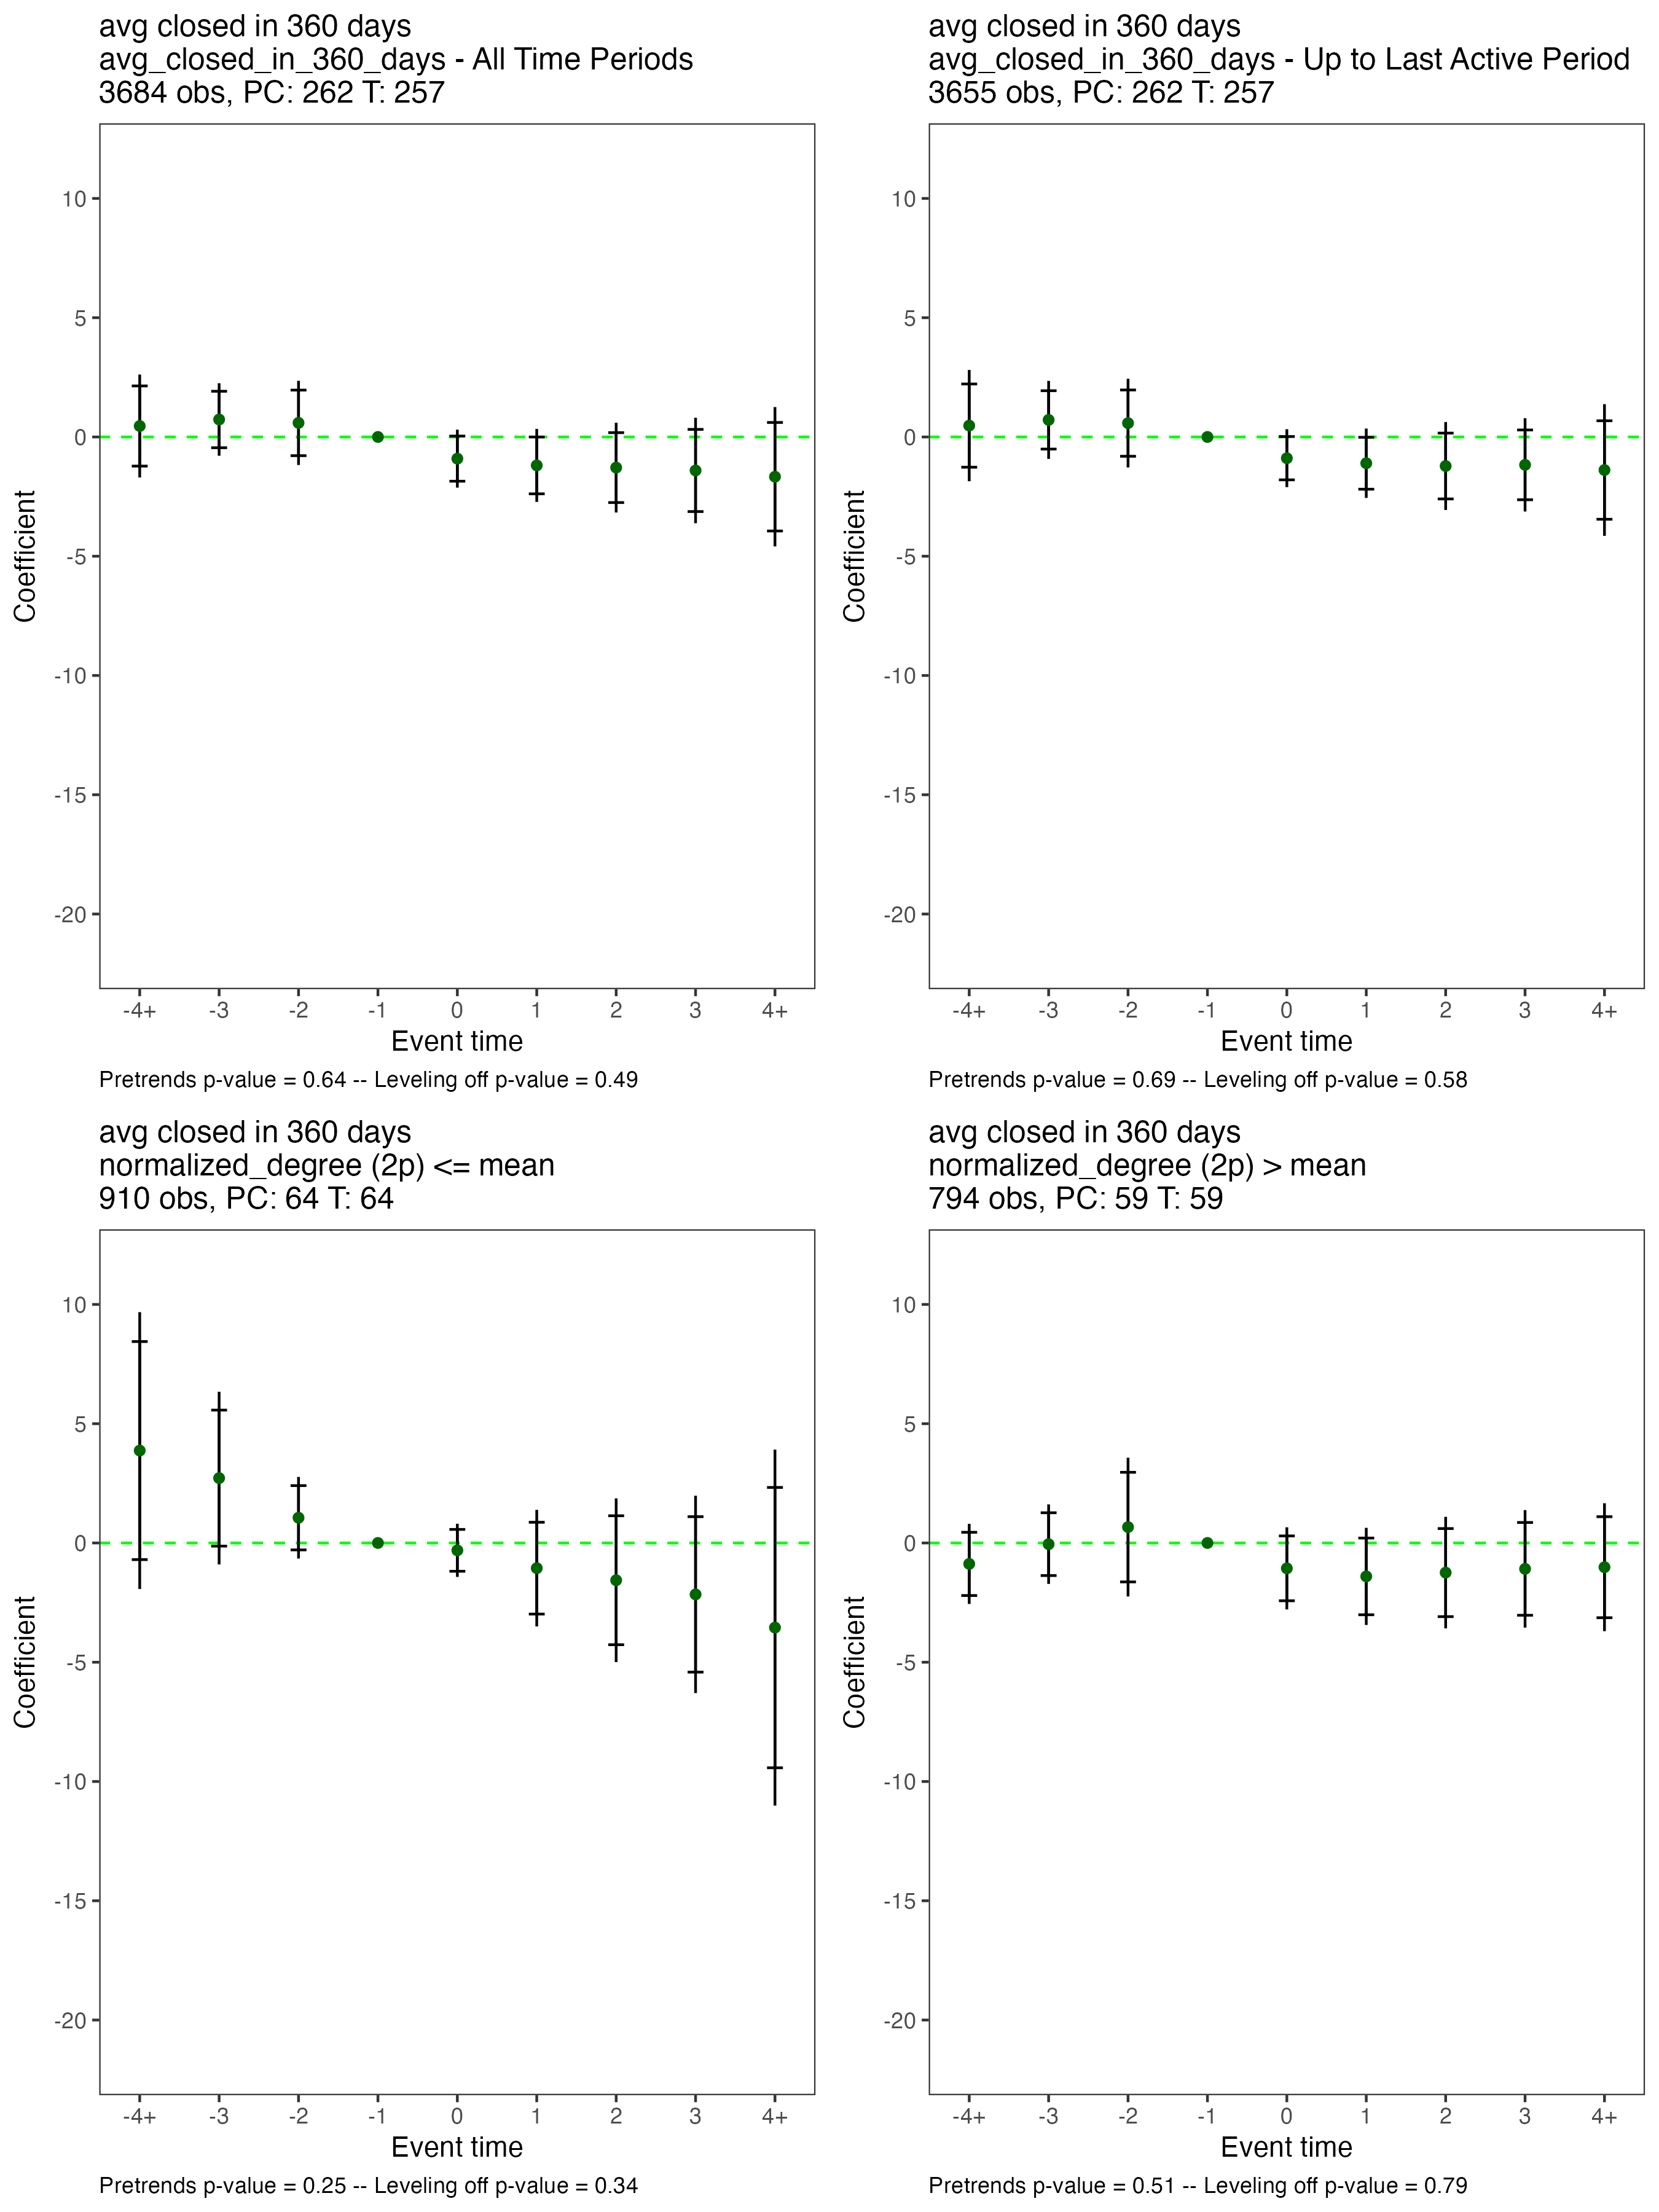 avg closed in 360 days
avg_closed_in_360_days - All Time Periods
3684 obs, PC: 262 T: 257
10
5
0
-5
-10
-15
-20
Coefficient
-4+ -3 -2 -1 0 1 2 3 4+
Event time
Pretrends p-value = 0.64 -- Leveling off p-value = 0.49
avg closed in 360 days
avg_closed_in_360_days - Up to Last Active Period
3655 obs, PC: 262 T: 257
10
5
0
-5
-10
-15
-20
Coefficient
-4+ -3 -2 -1 0 1 2 3 4+
Event time
Pretrends p-value = 0.69 -- Leveling off p-value = 0.58
avg closed in 360 days
normalized_degree (2p) <= mean
910 obs, PC: 64 T: 64
10
5
0
-5
-10
-15
-20
Coefficient
-4+ -3 -2 -1 0 1 2 3 4+
Event time
Pretrends p-value = 0.25 -- Leveling off p-value = 0.34
avg closed in 360 days
normalized_degree (2p) > mean
794 obs, PC: 59 T: 59
10
5
0
-5
-10
-15
-20
Coefficient
-4+ -3 -2 -1 0 1 2 3 4+
Event time
Pretrends p-value = 0.51 -- Leveling off p-value = 0.79